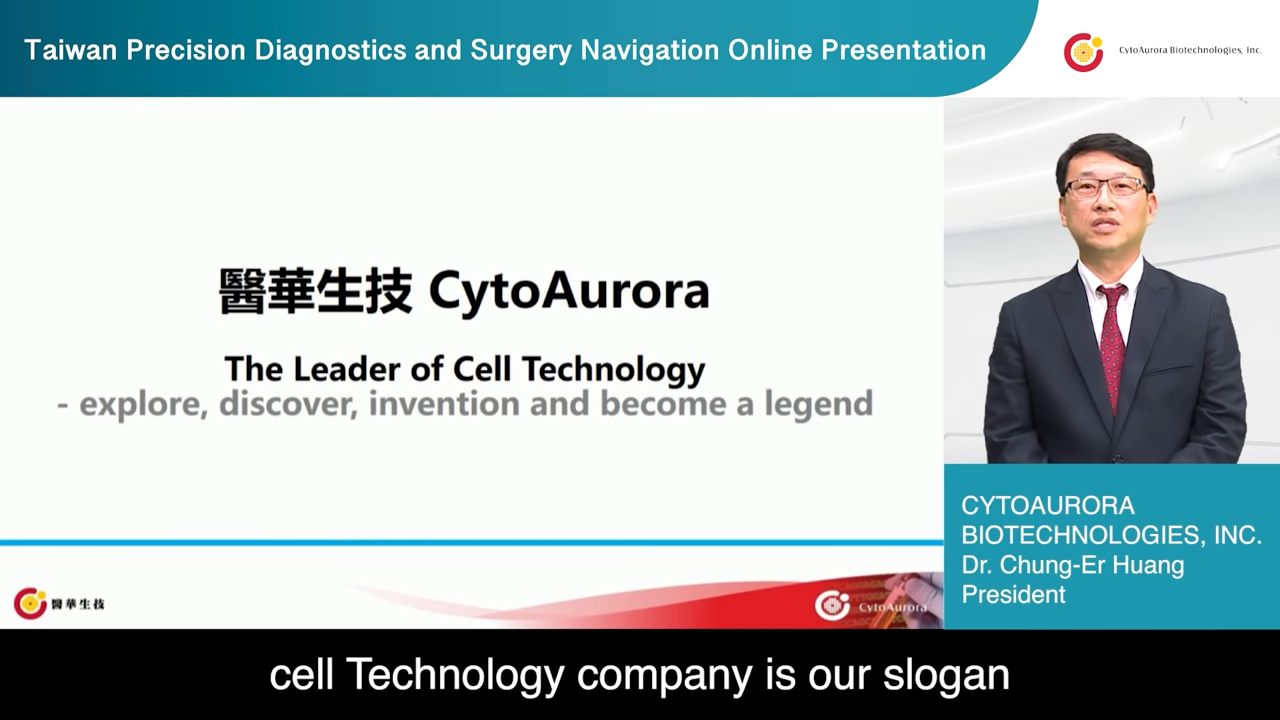 Taiwan Precision Diagnostics and Surgery Navigation Online Presentation
CytoAurora Biotechnologies, Inc.
醫華生技 CytoAurora
The Leader of Cell Technology
- explore, discover, invention and become a legend
醫華生技
CytoAurora
CYTOAURORA
BIOTECHNOLOGIES, INC.
Dr. Chung-Er Huang
President
cell Technology company is our slogan